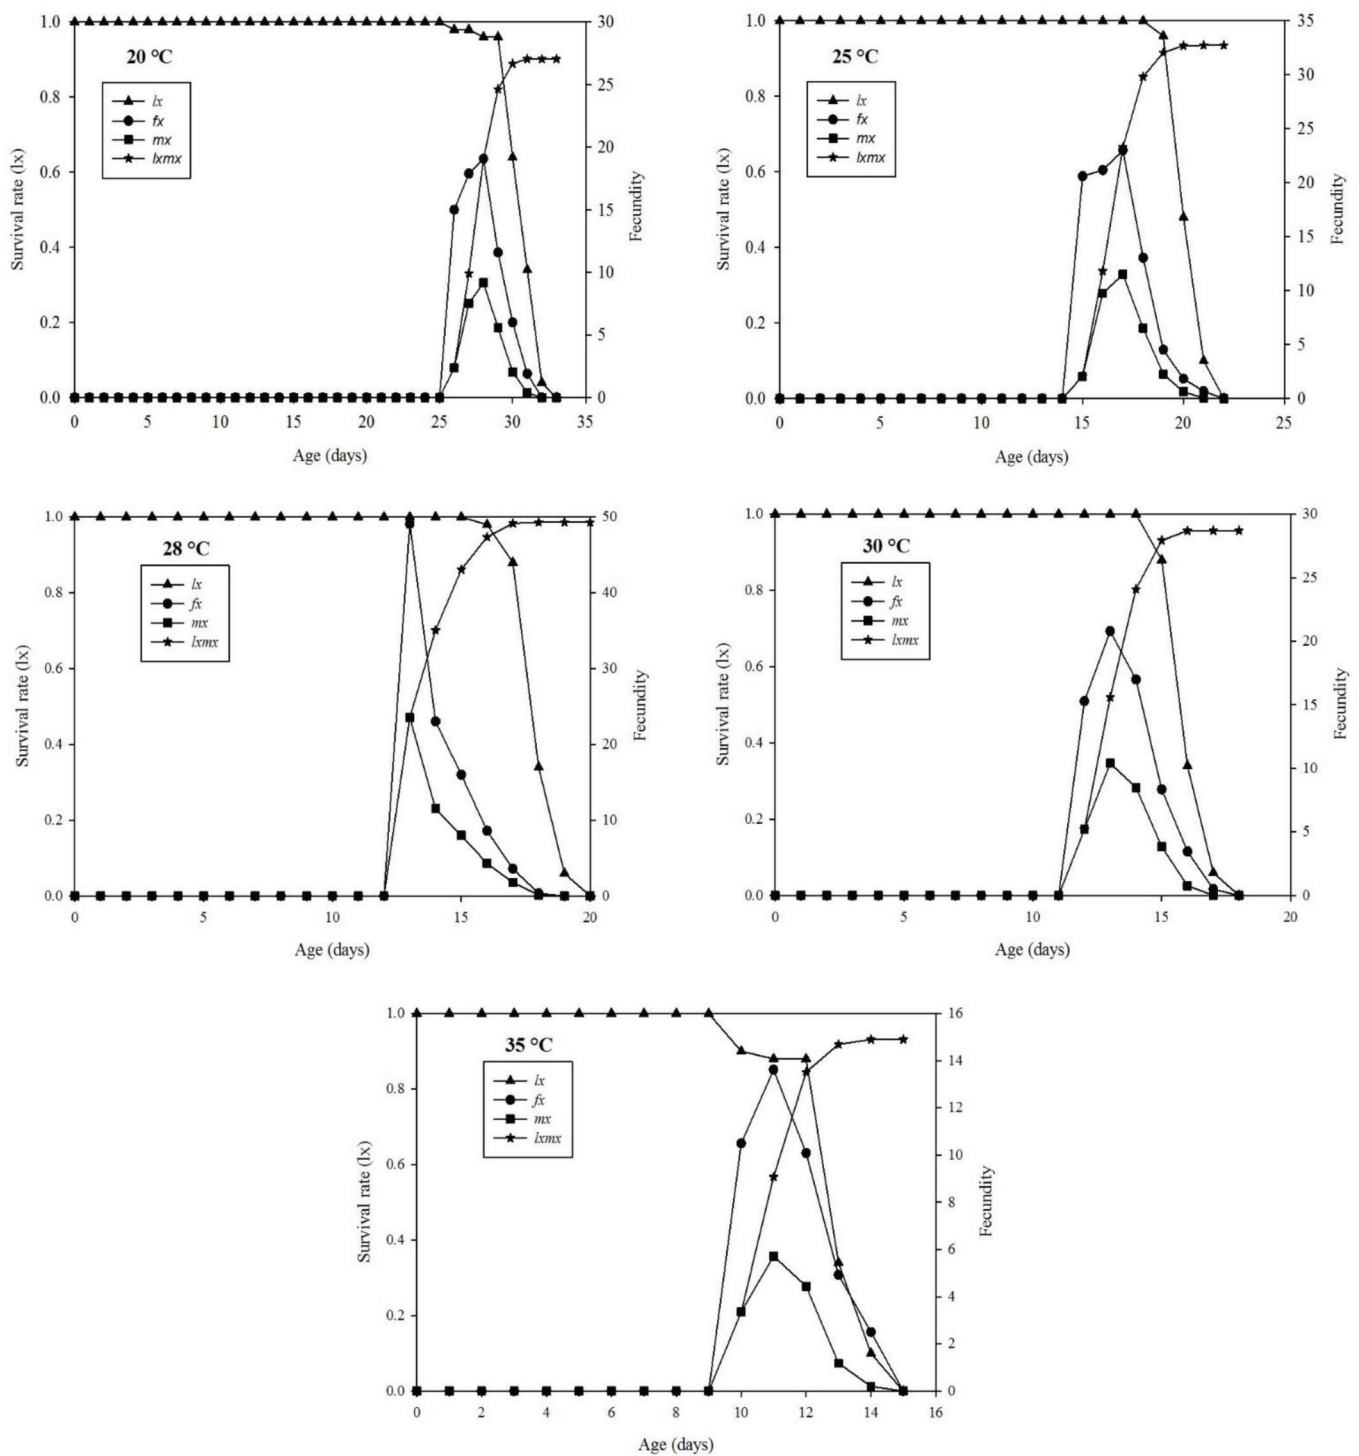 20 °C
lx
fx
mx
lxmx
Survival rate (lx)
1.0
0.8
0.6
0.4
0.2
0.0
30
25
20
15
10
5
0
Fecundity
0 5 10 15 20 25 30 35
Age (days)
25 °C
lx
fx
mx
lxmx
Survival rate (lx)
1.0
0.8
0.6
0.4
0.2
0.0
35
30
25
20
15
10
5
0
Fecundity
0 5 10 15 20 25
Age (days)
28 °C
lx
fx
mx
lxmx
Survival rate (lx)
1.0
0.8
0.6
0.4
0.2
0.0
50
40
30
20
10
0
Fecundity
0 5 10 15 20
Age (days)
30 °C
lx
fx
mx
lxmx
Survival rate (lx)
1.0
0.8
0.6
0.4
0.2
0.0
30
25
20
15
10
5
0
Fecundity
0 5 10 15 20
Age (days)
35 °C
lx
fx
mx
lxmx
Survival rate (lx)
1.0
0.8
0.6
0.4
0.2
0.0
16
14
12
10
8
6
4
2
0
Fecundity
0 2 4 6 8 10 12 14 16
Age (days)